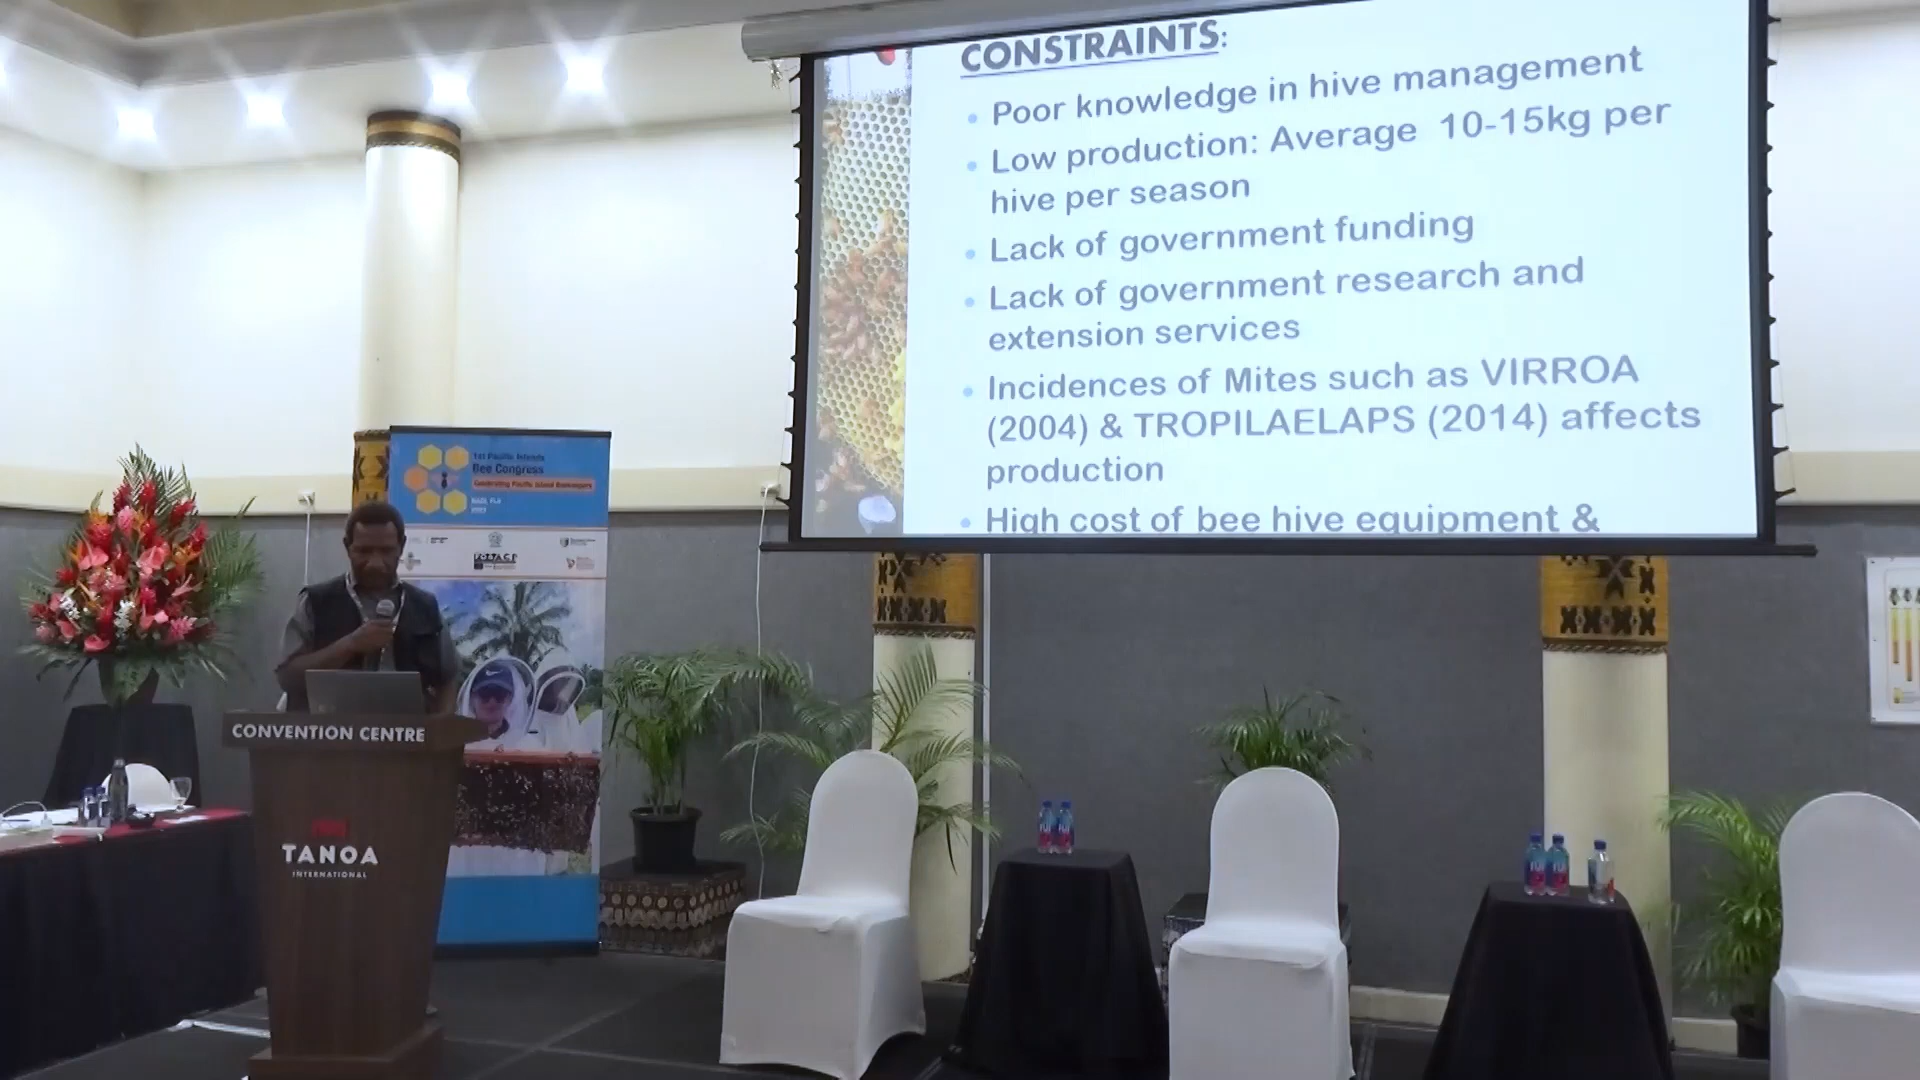 CONSTRAINTS:
• Poor knowledge in hive management
• Low production: Average 10-15kg per
hive per season
• Lack of government funding
• Lack of government research and
extension services
• Incidences of Mites such as VIRROA
(2004) & TROPILAELAPS (2014) affects
production
• High cost of bee hive equipment &
1st Pacific Islands
Bee Congress
Celebrating Pacific Island Beekeepers
CONVENTION CENTRE
TANOA
INTERNATIONAL